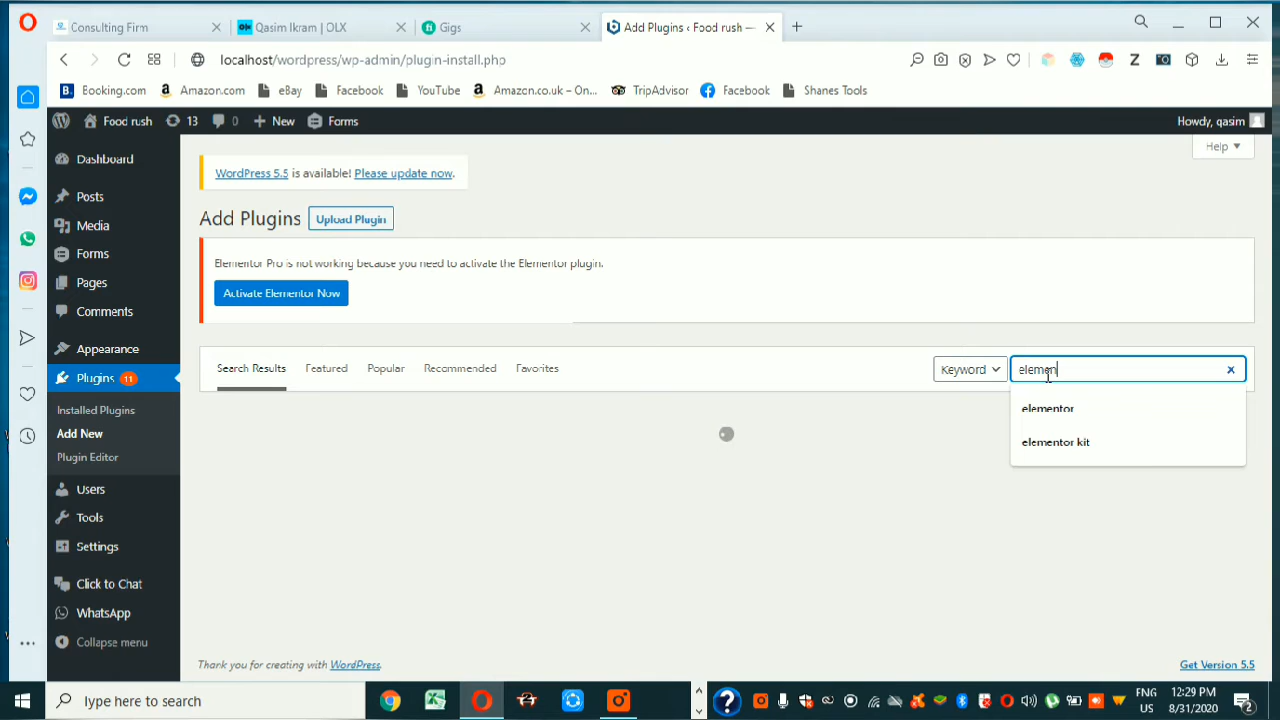 Consulting Firm
Qasim Ikram | OLX
Gigs
Add Plugins ‹ Food rush —
localhost/wordpress/wp-admin/plugin-install.php
Booking.com
Amazon.com
eBay
Facebook
YouTube
Amazon.co.uk – On...
TripAdvisor
Facebook
Shanes Tools
Food rush
13
0
New
Forms
Howdy, qasim
Help
Dashboard
Posts
Media
Forms
Pages
Comments
Appearance
Plugins 11
Installed Plugins
Add New
Plugin Editor
Users
Tools
Settings
Click to Chat
WhatsApp
Collapse menu
WordPress 5.5 is available! Please update now.
Add Plugins
Upload Plugin
Elementor Pro is not working because you need to activate the Elementor plugin.
Activate Elementor Now
Search Results
Featured
Popular
Recommended
Favorites
Keyword
elemen
elementor
elementor kit
Thank you for creating with WordPress.
Get Version 5.5
Type here to search
ENG
US
12:29 PM
8/31/2020
2